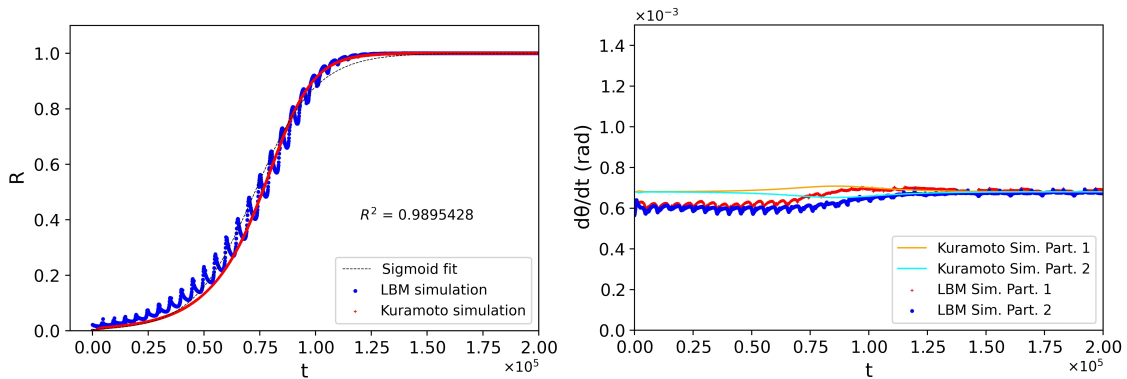 1.0
0.8
0.6
0.4
0.2
0.0
R
R² = 0.9895428
Sigmoid fit
LBM simulation
Kuramoto simulation
0.00 0.25 0.50 0.75 1.00 1.25 1.50 1.75 2.00
×10⁵
t
×10⁻³
1.4
1.2
1.0
0.8
0.6
0.4
0.2
0.0
dθ/dt (rad)
Kuramoto Sim. Part. 1
Kuramoto Sim. Part. 2
LBM Sim. Part. 1
LBM Sim. Part. 2
0.00 0.25 0.50 0.75 1.00 1.25 1.50 1.75 2.00
×10⁵
t